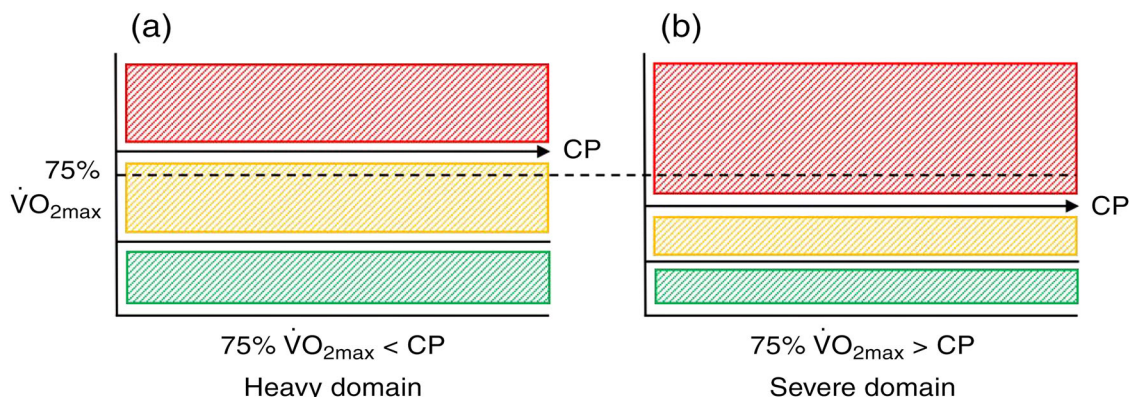 (a)
(b)
CP
75%
V̇O₂max
CP
75% V̇O₂max < CP
75% V̇O₂max > CP
Heavy domain
Severe domain